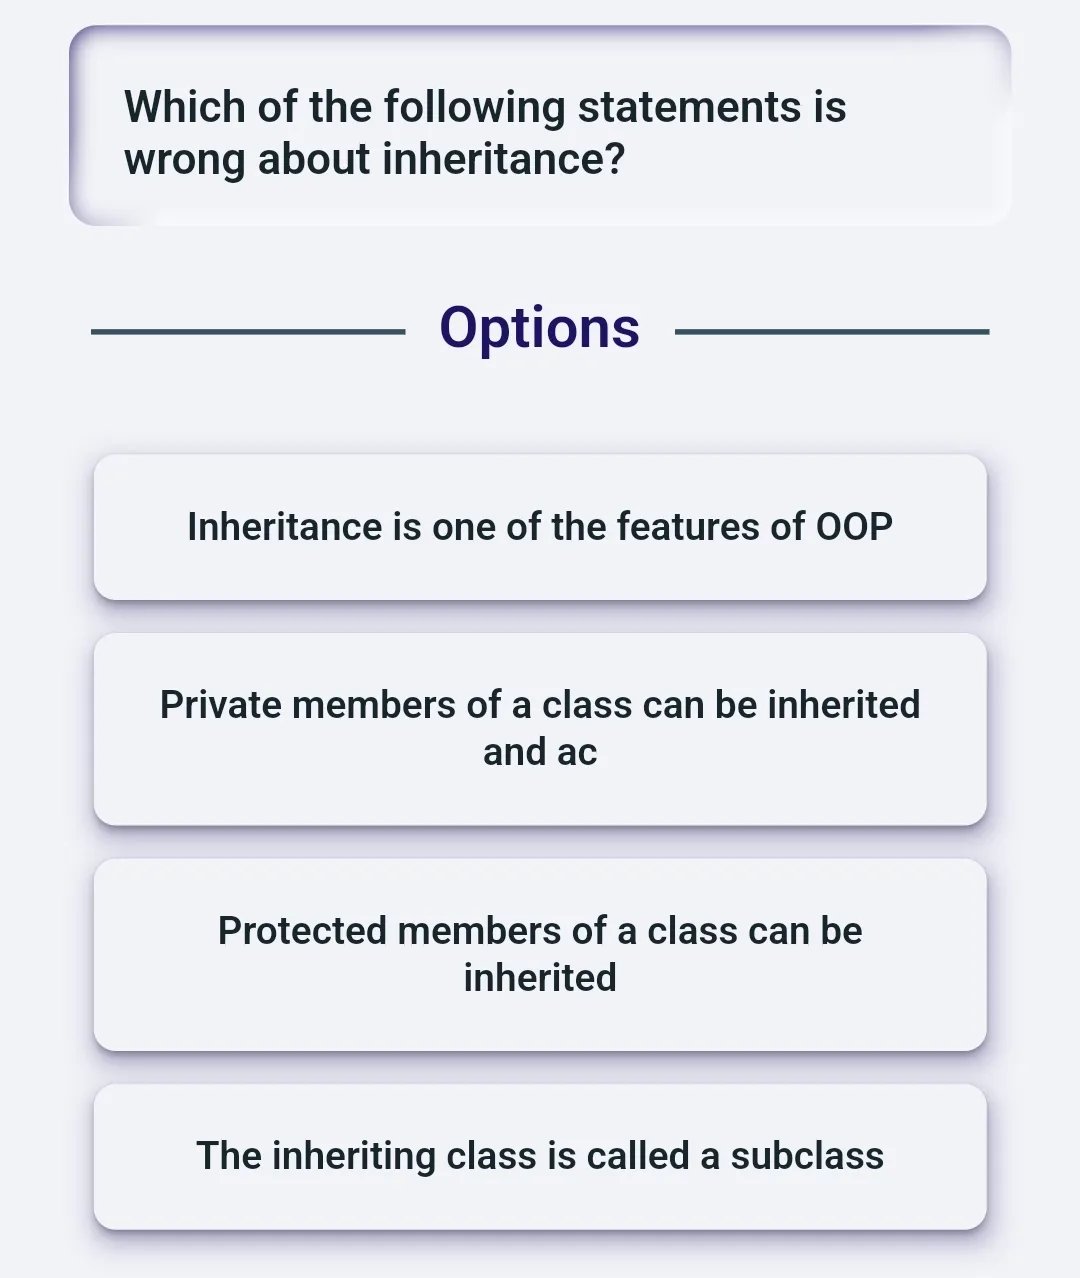 Which of the following statements is
wrong about inheritance?
Options
Inheritance is one of the features of OOP
Private members of a class can be inherited
and ac
Protected members of a class can be
inherited
The inheriting class is called a subclass